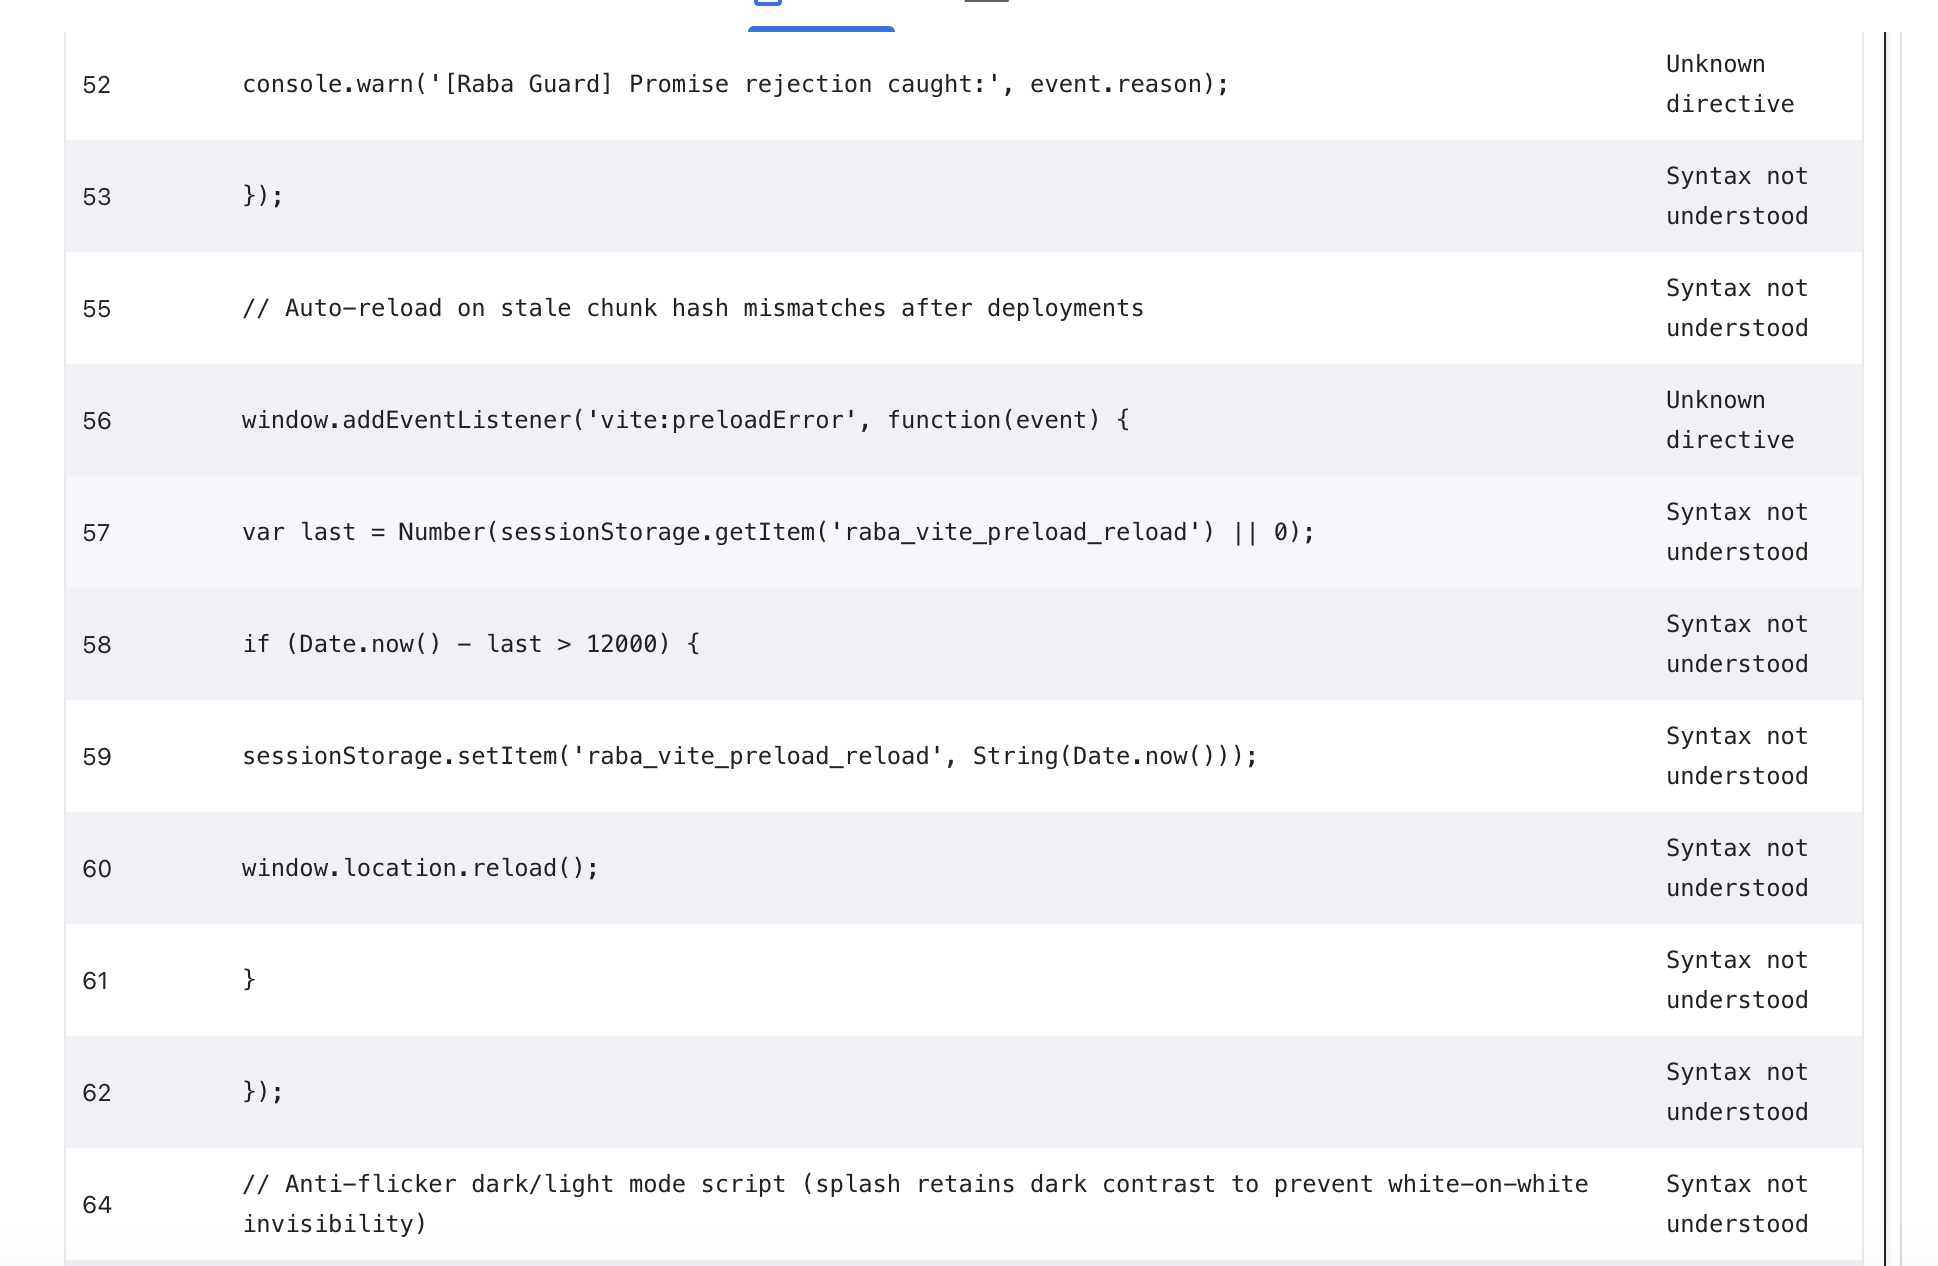 52 console.warn('[Raba Guard] Promise rejection caught:', event.reason); Unknown directive
53 }); Syntax not understood
55 // Auto-reload on stale chunk hash mismatches after deployments Syntax not understood
56 window.addEventListener('vite:preloadError', function(event) { Unknown directive
57 var last = Number(sessionStorage.getItem('raba_vite_preload_reload') || 0); Syntax not understood
58 if (Date.now() - last > 12000) { Syntax not understood
59 sessionStorage.setItem('raba_vite_preload_reload', String(Date.now())); Syntax not understood
60 window.location.reload(); Syntax not understood
61 } Syntax not understood
62 }); Syntax not understood
64 // Anti-flicker dark/light mode script (splash retains dark contrast to prevent white-on-white invisibility) Syntax not understood